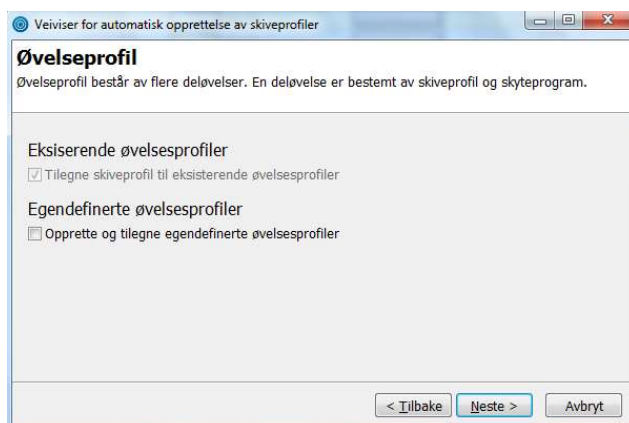 Veiviser for automatisk opprettelse av skiveprofiler
Øvelseprofil
Øvelseprofil består av flere deløvelser. En deløvelse er bestemt av skiveprofil og skyteprogram.
Eksiserende øvelsesprofiler
Tilegne skiveprofil til eksisterende øvelsesprofiler
Egendefinerte øvelsesprofiler
Opprette og tilegne egendefinerte øvelsesprofiler
< Tilbake Neste > Avbryt